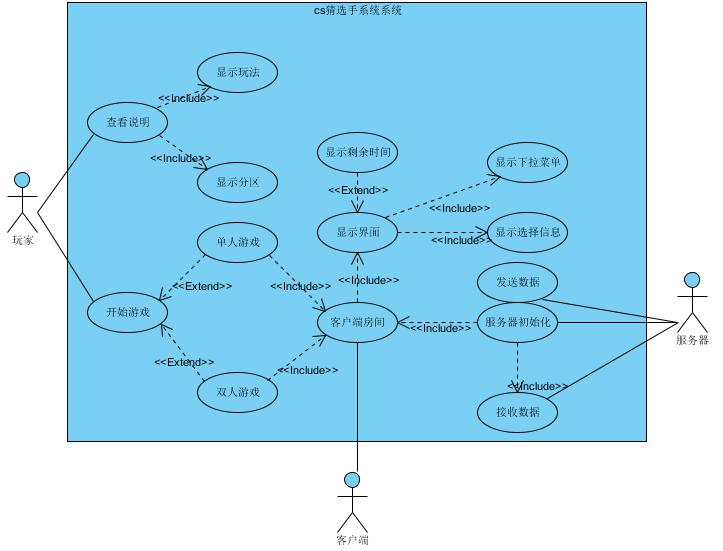 cs猜选手系统系统
显示玩法
<<Include>>
查看说明
<<Include>>
显示分区
玩家
显示剩余时间
<<Extend>>
显示下拉菜单
<<Include>>
显示界面
<<Include>>
显示选择信息
单人游戏
<<Extend>>
<<Include>>
开始游戏
<<Extend>>
<<Include>>
双人游戏
<<Include>>
客户端房间
<<Include>>
发送数据
服务器初始化
<<Include>>
接收数据
服务器
客户端